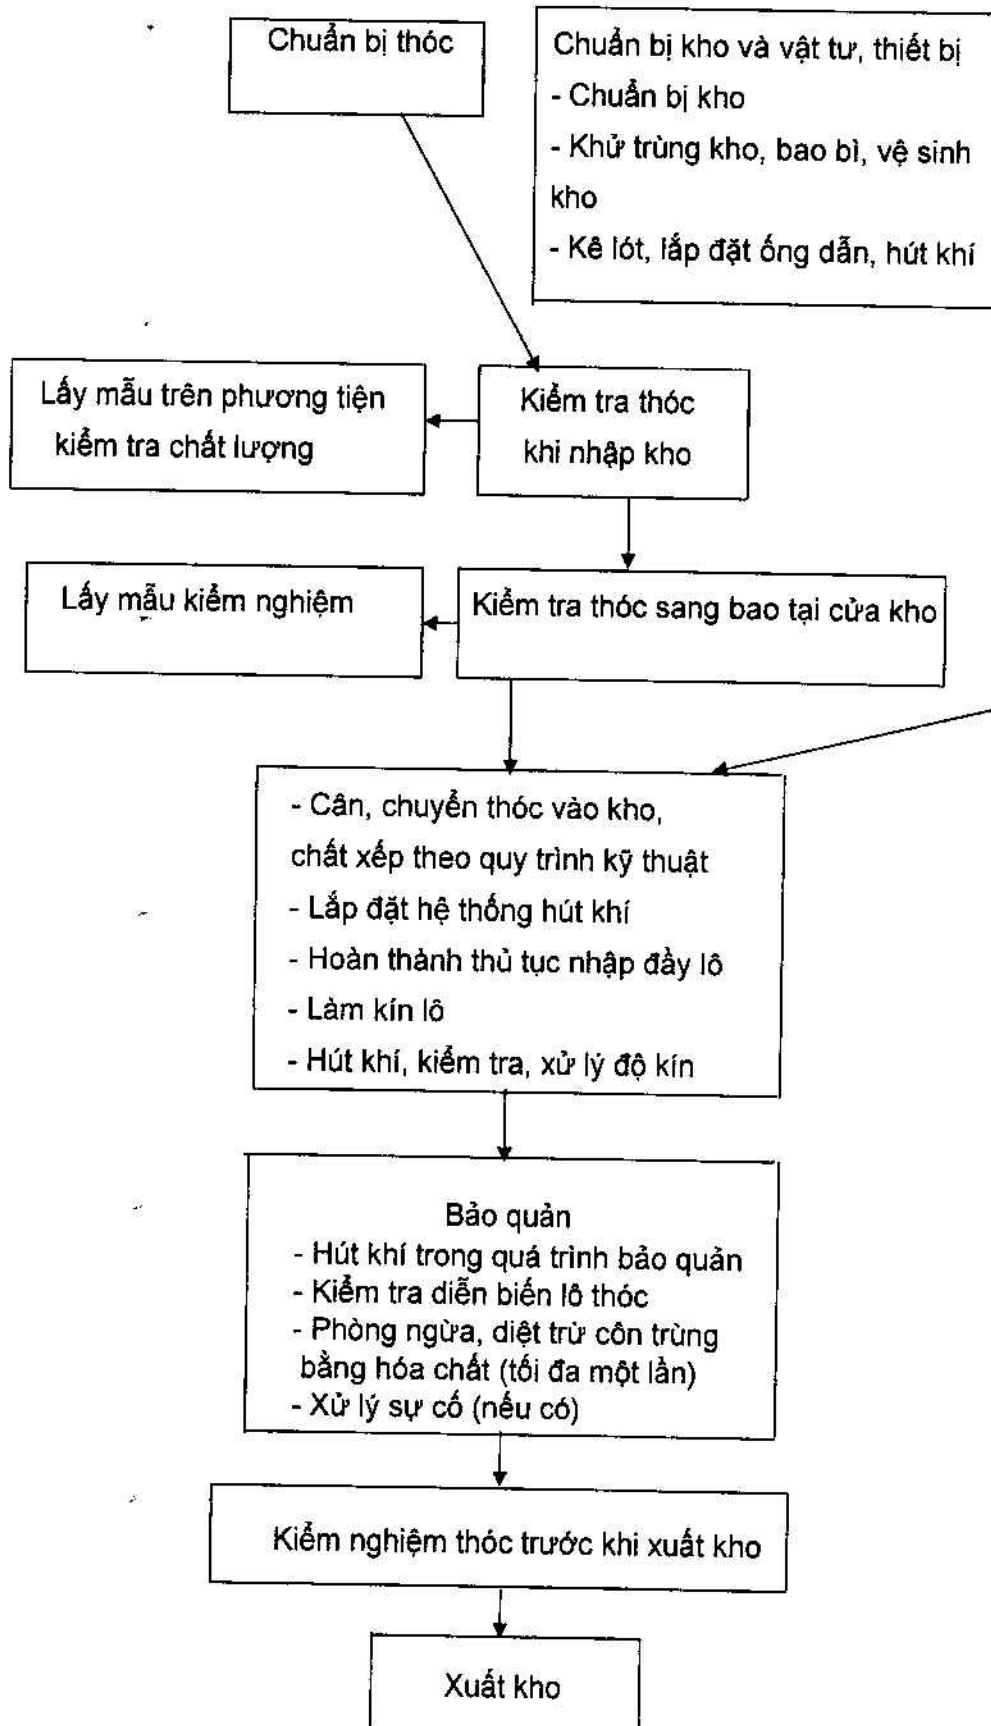 Chuẩn bị thóc
Chuẩn bị kho và vật tư, thiết bị
- Chuẩn bị kho
- Khử trùng kho, bao bì, vệ sinh
kho
- Kê lót, lắp đặt ống dẫn, hút khí
Lấy mẫu trên phương tiện
kiểm tra chất lượng
Kiểm tra thóc
khi nhập kho
Lấy mẫu kiểm nghiệm
Kiểm tra thóc sang bao tại cửa kho
- Cân, chuyển thóc vào kho,
chất xếp theo quy trình kỹ thuật
- Lắp đặt hệ thống hút khí
- Hoàn thành thủ tục nhập đầy lô
- Làm kín lô
- Hút khí, kiểm tra, xử lý độ kín
Bảo quản
- Hút khí trong quá trình bảo quản
- Kiểm tra diễn biến lô thóc
- Phòng ngừa, diệt trừ côn trùng
bằng hóa chất (tối đa một lần)
- Xử lý sự cố (nếu có)
Kiểm nghiệm thóc trước khi xuất kho
Xuất kho